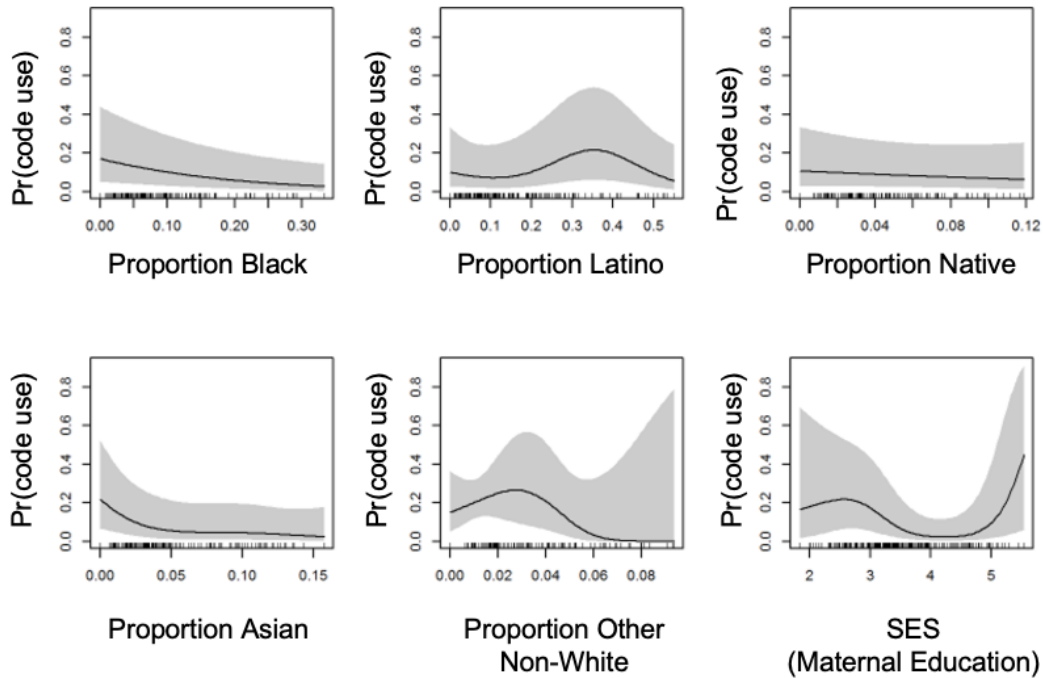 Pr(code use)
0.0 0.2 0.4 0.6 0.8
0.00 0.10 0.20 0.30
Proportion Black
Pr(code use)
0.0 0.2 0.4 0.6 0.8
0.0 0.1 0.2 0.3 0.4 0.5
Proportion Latino
Pr(code use)
0.0 0.2 0.4 0.6 0.8
0.00 0.04 0.08 0.12
Proportion Native
Pr(code use)
0.0 0.2 0.4 0.6 0.8
0.00 0.05 0.10 0.15
Proportion Asian
Pr(code use)
0.0 0.2 0.4 0.6 0.8
0.00 0.02 0.04 0.06 0.08
Proportion Other
Non-White
Pr(code use)
0.0 0.2 0.4 0.6 0.8
2 3 4 5
SES
(Maternal Education)